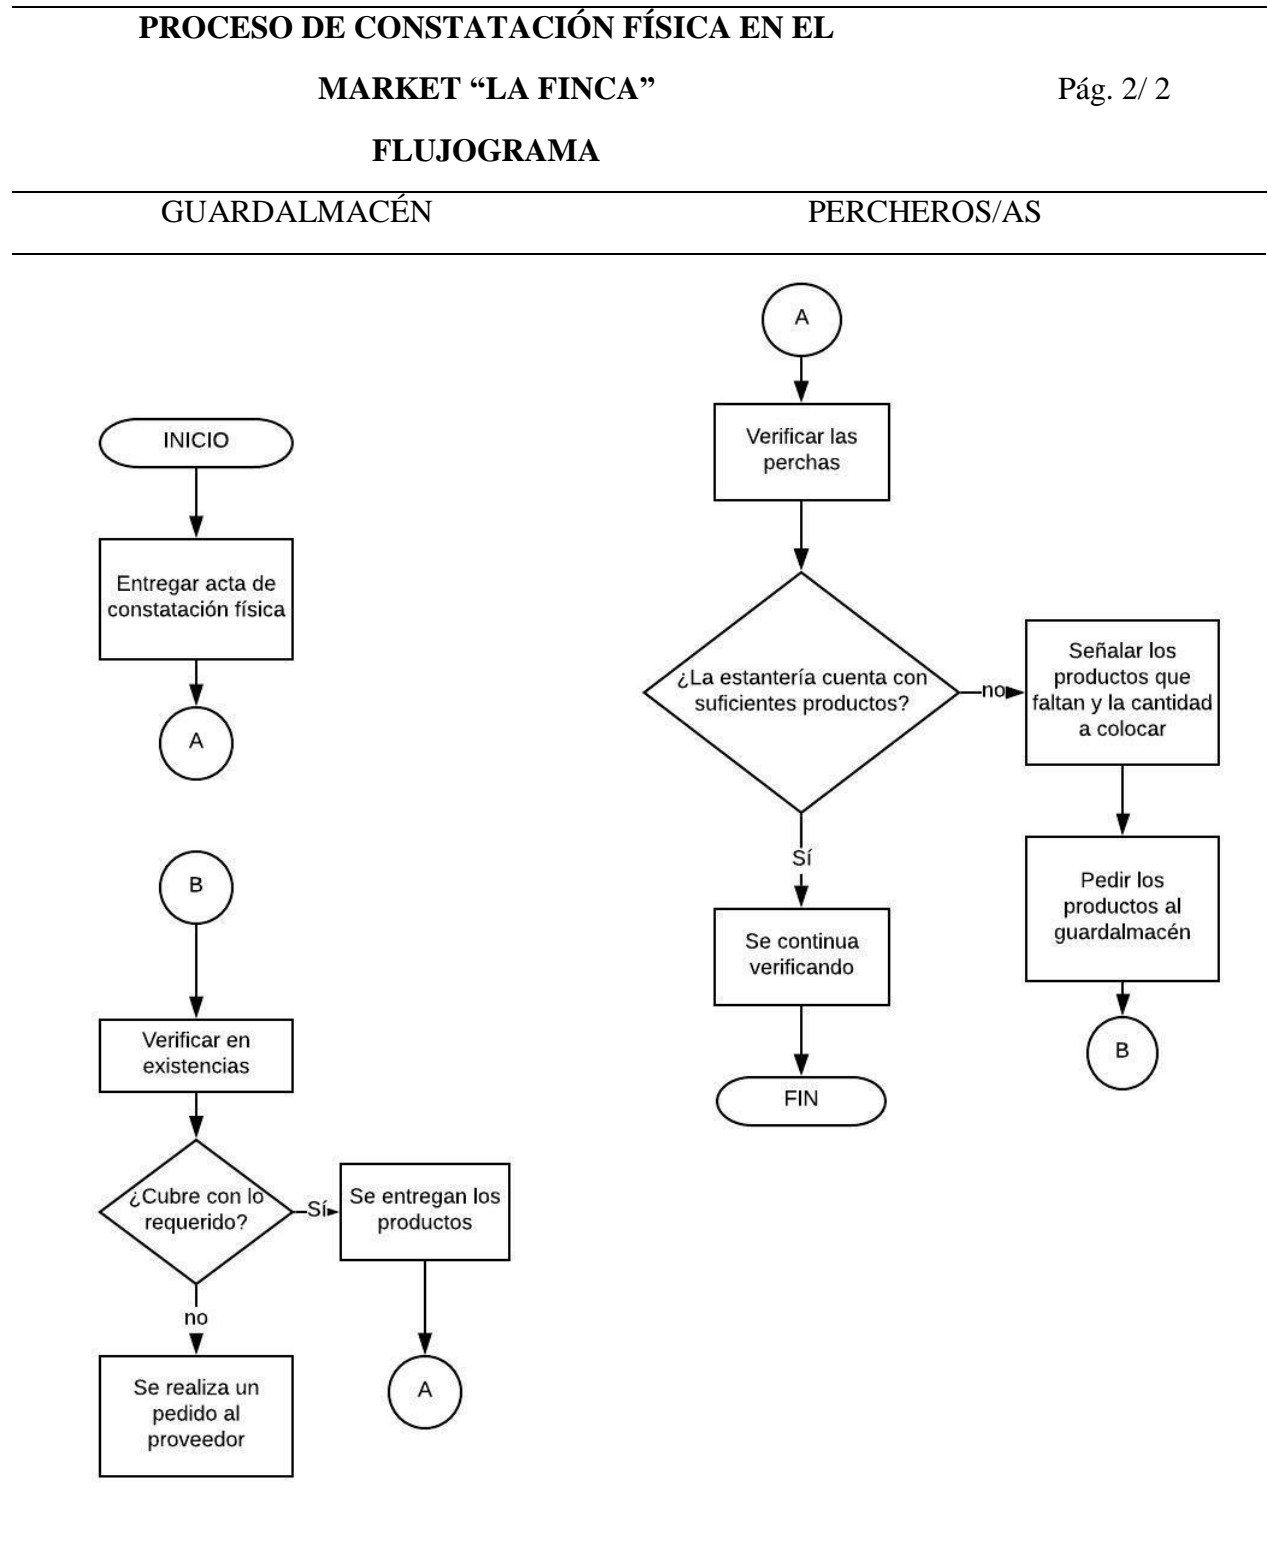 PROCESO DE CONSTATACIÓN FÍSICA EN EL
MARKET “LA FINCA”
Pág. 2/ 2
FLUJOGRAMA
GUARDALMACÉN
PERCHEROS/AS
INICIO
Entregar acta de
constatación física
A
B
Verificar en
existencias
¿Cubre con lo
requerido?
Sí
Se entregan los
productos
A
no
Se realiza un
pedido al
proveedor
A
Verificar las
perchas
¿La estantería cuenta con
suficientes productos?
no
Señalar los
productos que
faltan y la cantidad
a colocar
Pedir los
productos al
guardalmacén
B
Sí
Se continua
verificando
FIN